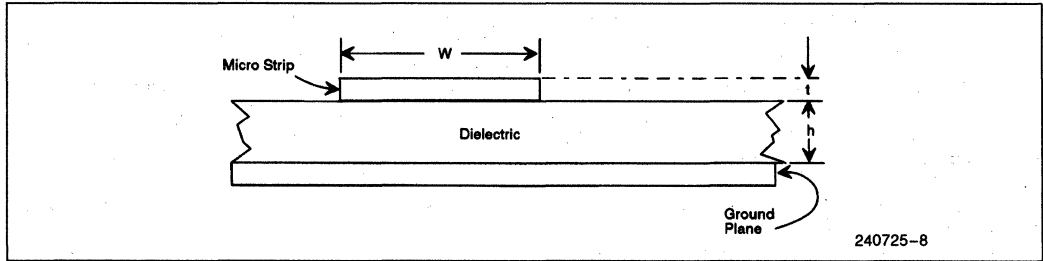 W
Micro Strip
t
h
Dielectric
Ground
Plane
240725–8